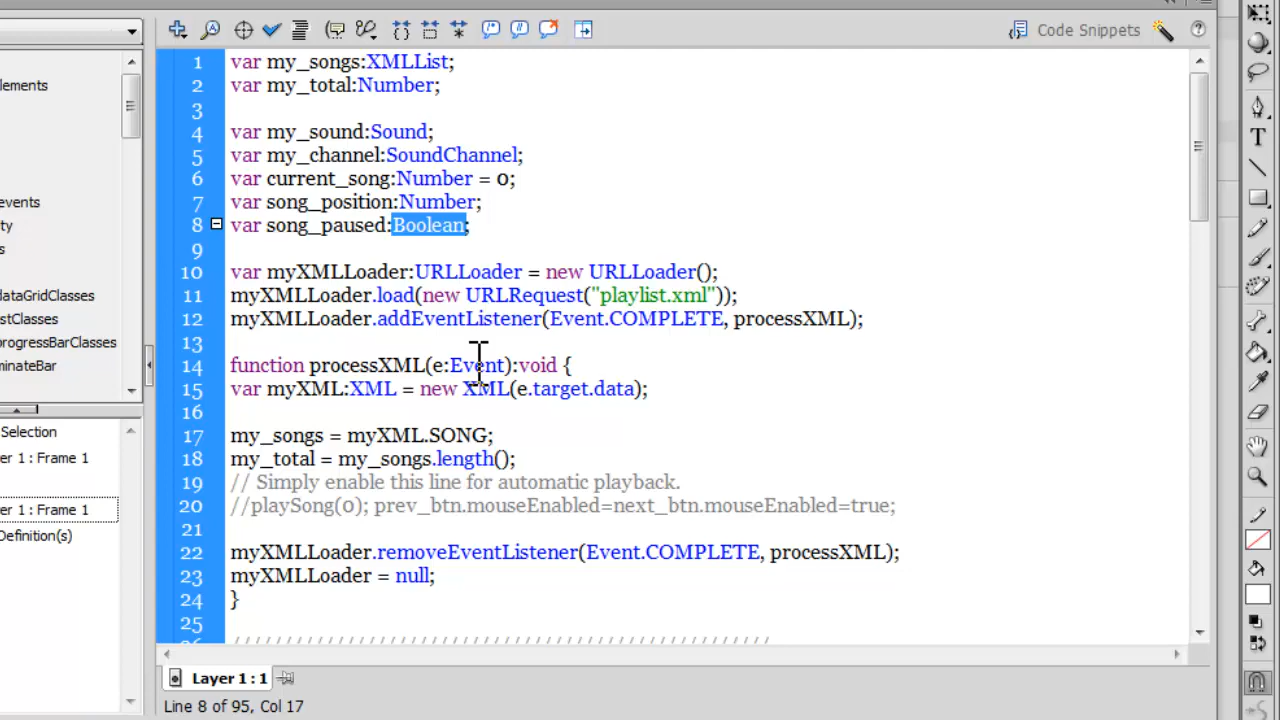 Code Snippets
1 var my_songs:XMLList;
2 var my_total:Number;
3
4 var my_sound:Sound;
5 var my_channel:SoundChannel;
6 var current_song:Number = 0;
7 var song_position:Number;
8 var song_paused:Boolean;
9
10 var myXMLLoader:URLLoader = new URLLoader();
11 myXMLLoader.load(new URLRequest("playlist.xml"));
12 myXMLLoader.addEventListener(Event.COMPLETE, processXML);
13
14 function processXML(e:Event):void {
15 var myXML:XML = new XML(e.target.data);
16
17 my_songs = myXML.SONG;
18 my_total = my_songs.length();
19 // Simply enable this line for automatic playback.
20 //playSong(0); prev_btn.mouseEnabled=next_btn.mouseEnabled=true;
21
22 myXMLLoader.removeEventListener(Event.COMPLETE, processXML);
23 myXMLLoader = null;
24 }
25
lements
events
ty
s
dataGridClasses
stClasses
progressBarClasses
minateBar
Selection
er 1 : Frame 1
er 1 : Frame 1
Definition(s)
Layer 1 : 1
Line 8 of 95, Col 17